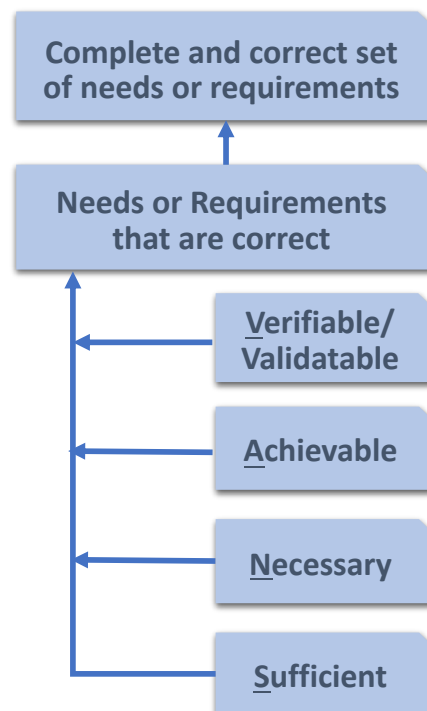 Complete and correct set
of needs or requirements
Needs or Requirements
that are correct
Verifiable/
Validatable
Achievable
Necessary
Sufficient